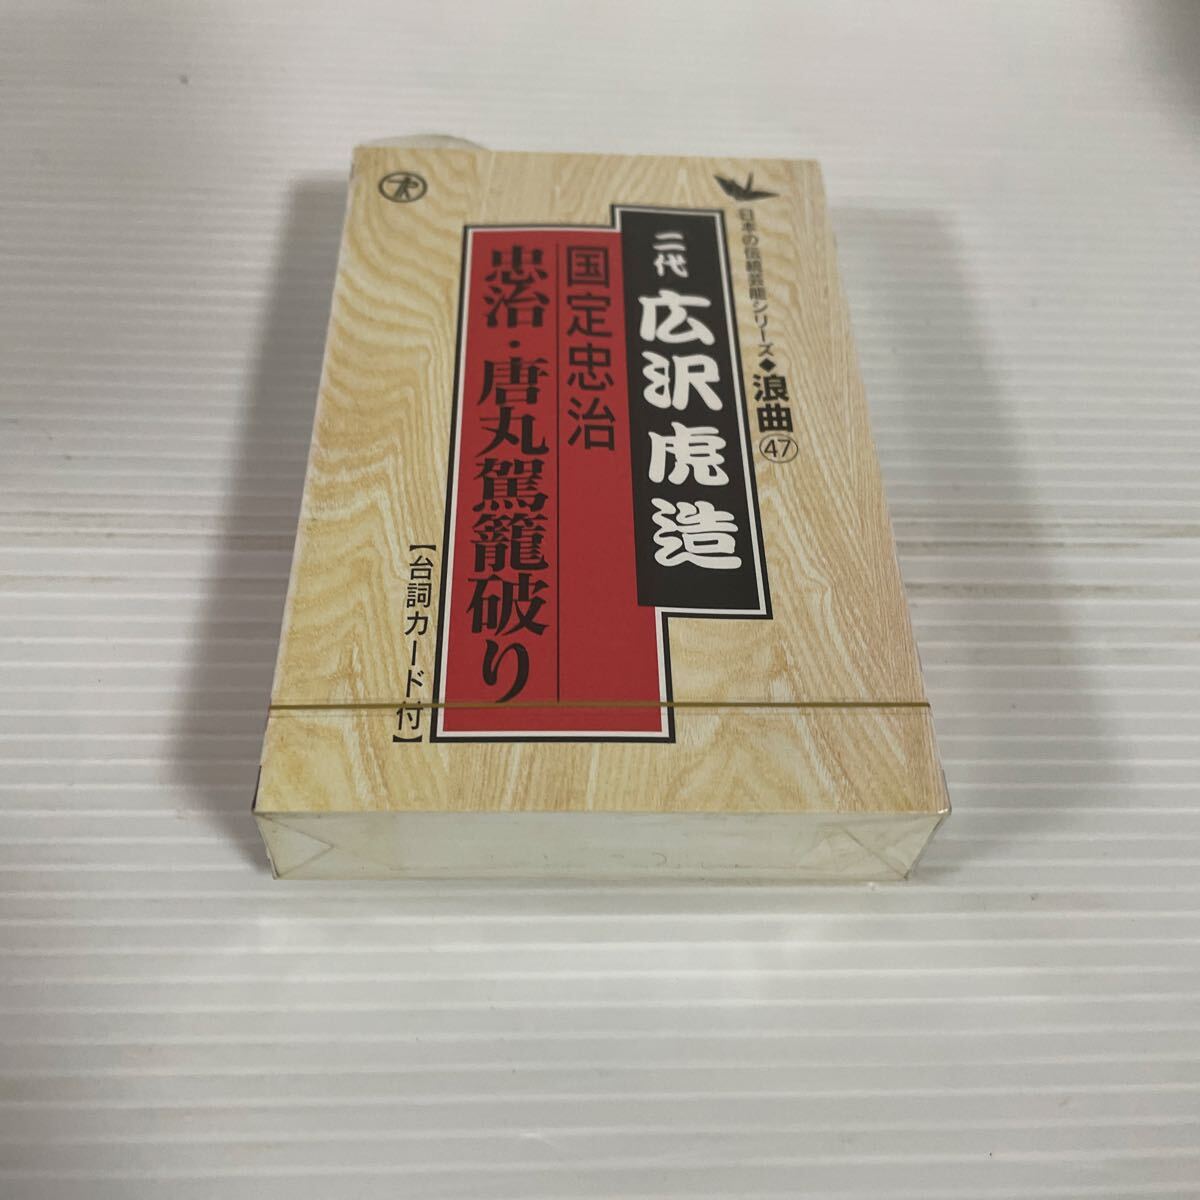 日本の伝統芸能シリーズ◆浪曲㊼
二代 広沢虎造
国定忠治
忠治・唐丸駕籠破り
【台詞カード付】